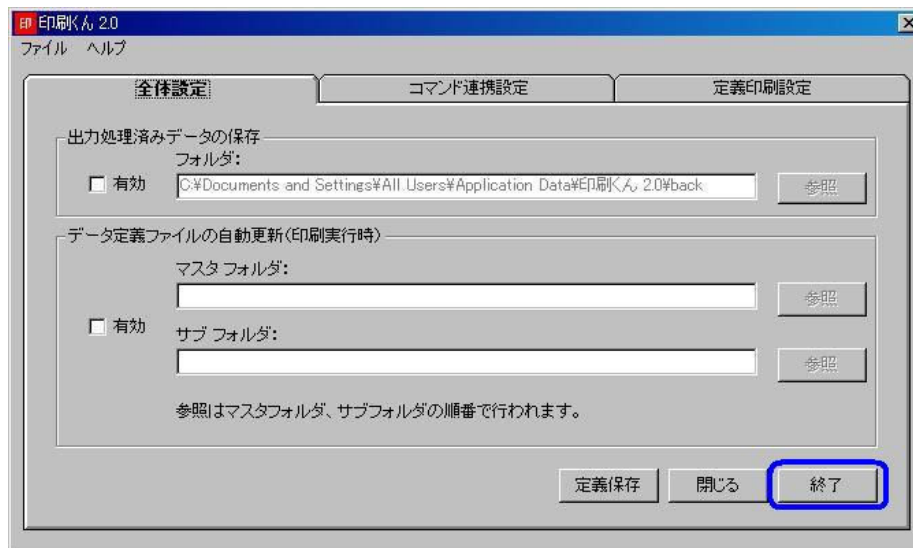 印 印刷くん 2.0
ファイル ヘルプ
全体設定 コマンド連携設定 定義印刷設定
出力処理済みデータの保存
フォルダ:
有効 C:¥Documents and Settings¥All Users¥Application Data¥印刷くん 2.0¥back 参照
データ定義ファイルの自動更新(印刷実行時)
マスタ フォルダ:
参照
有効
サブ フォルダ:
参照
参照はマスタフォルダ、サブフォルダの順番で行われます。
定義保存 閉じる 終了